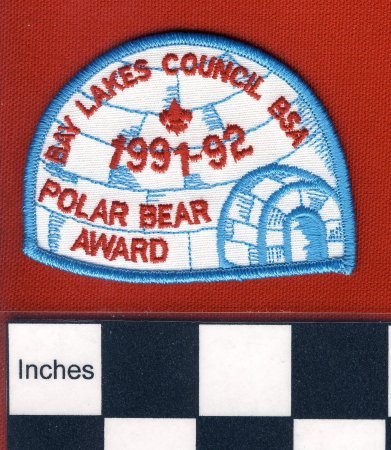 BAY LAKES COUNCIL BSA
1991-92
POLAR BEAR
AWARD
Inches